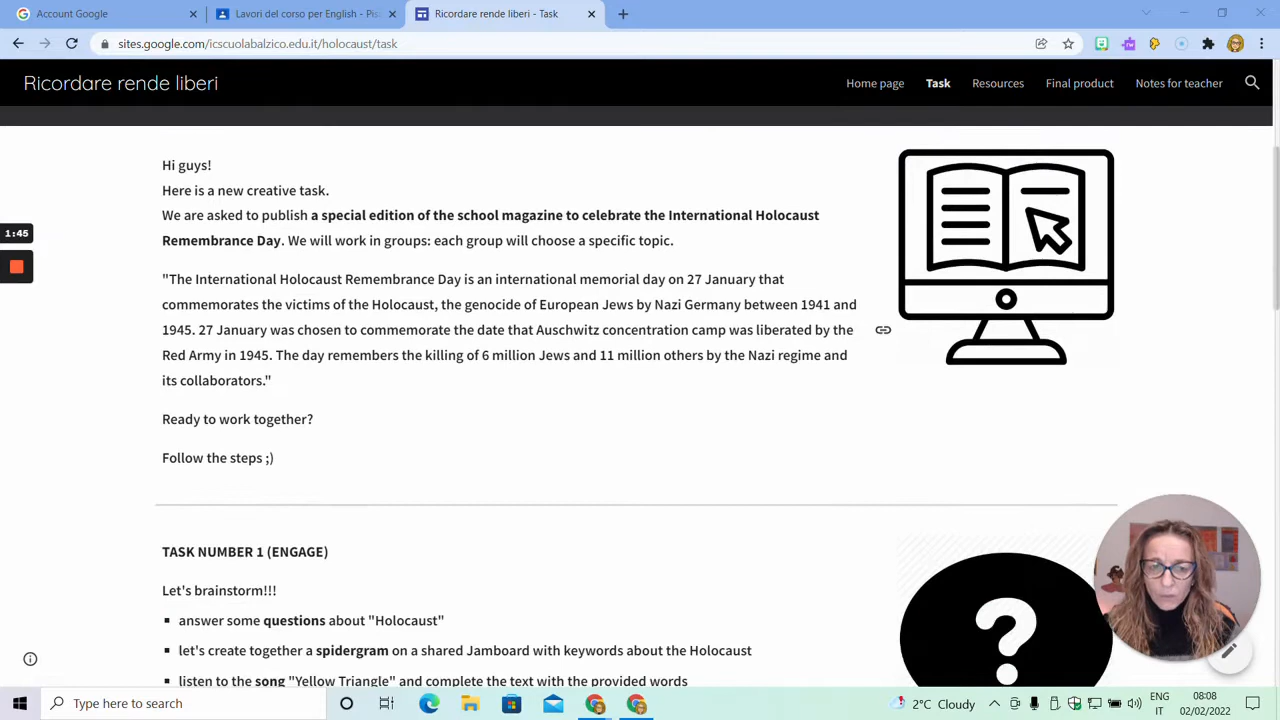 Account Google
Lavori del corso per English - Pis
Ricordare rende liberi - Task
sites.google.com/icscuolabalzico.edu.it/holocaust/task
Ricordare rende liberi
Home page
Task
Resources
Final product
Notes for teacher
Hi guys!
Here is a new creative task.
We are asked to publish a special edition of the school magazine to celebrate the International Holocaust
Remembrance Day. We will work in groups: each group will choose a specific topic.
1:45
"The International Holocaust Remembrance Day is an international memorial day on 27 January that
commemorates the victims of the Holocaust, the genocide of European Jews by Nazi Germany between 1941 and
1945. 27 January was chosen to commemorate the date that Auschwitz concentration camp was liberated by the
Red Army in 1945. The day remembers the killing of 6 million Jews and 11 million others by the Nazi regime and
its collaborators."
Ready to work together?
Follow the steps ;)
TASK NUMBER 1 (ENGAGE)
Let's brainstorm!!!
answer some questions about "Holocaust"
let's create together a spidergram on a shared Jamboard with keywords about the Holocaust
listen to the song "Yellow Triangle" and complete the text with the provided words
Type here to search
2°C Cloudy
ENG
IT
08:08
02/02/2022